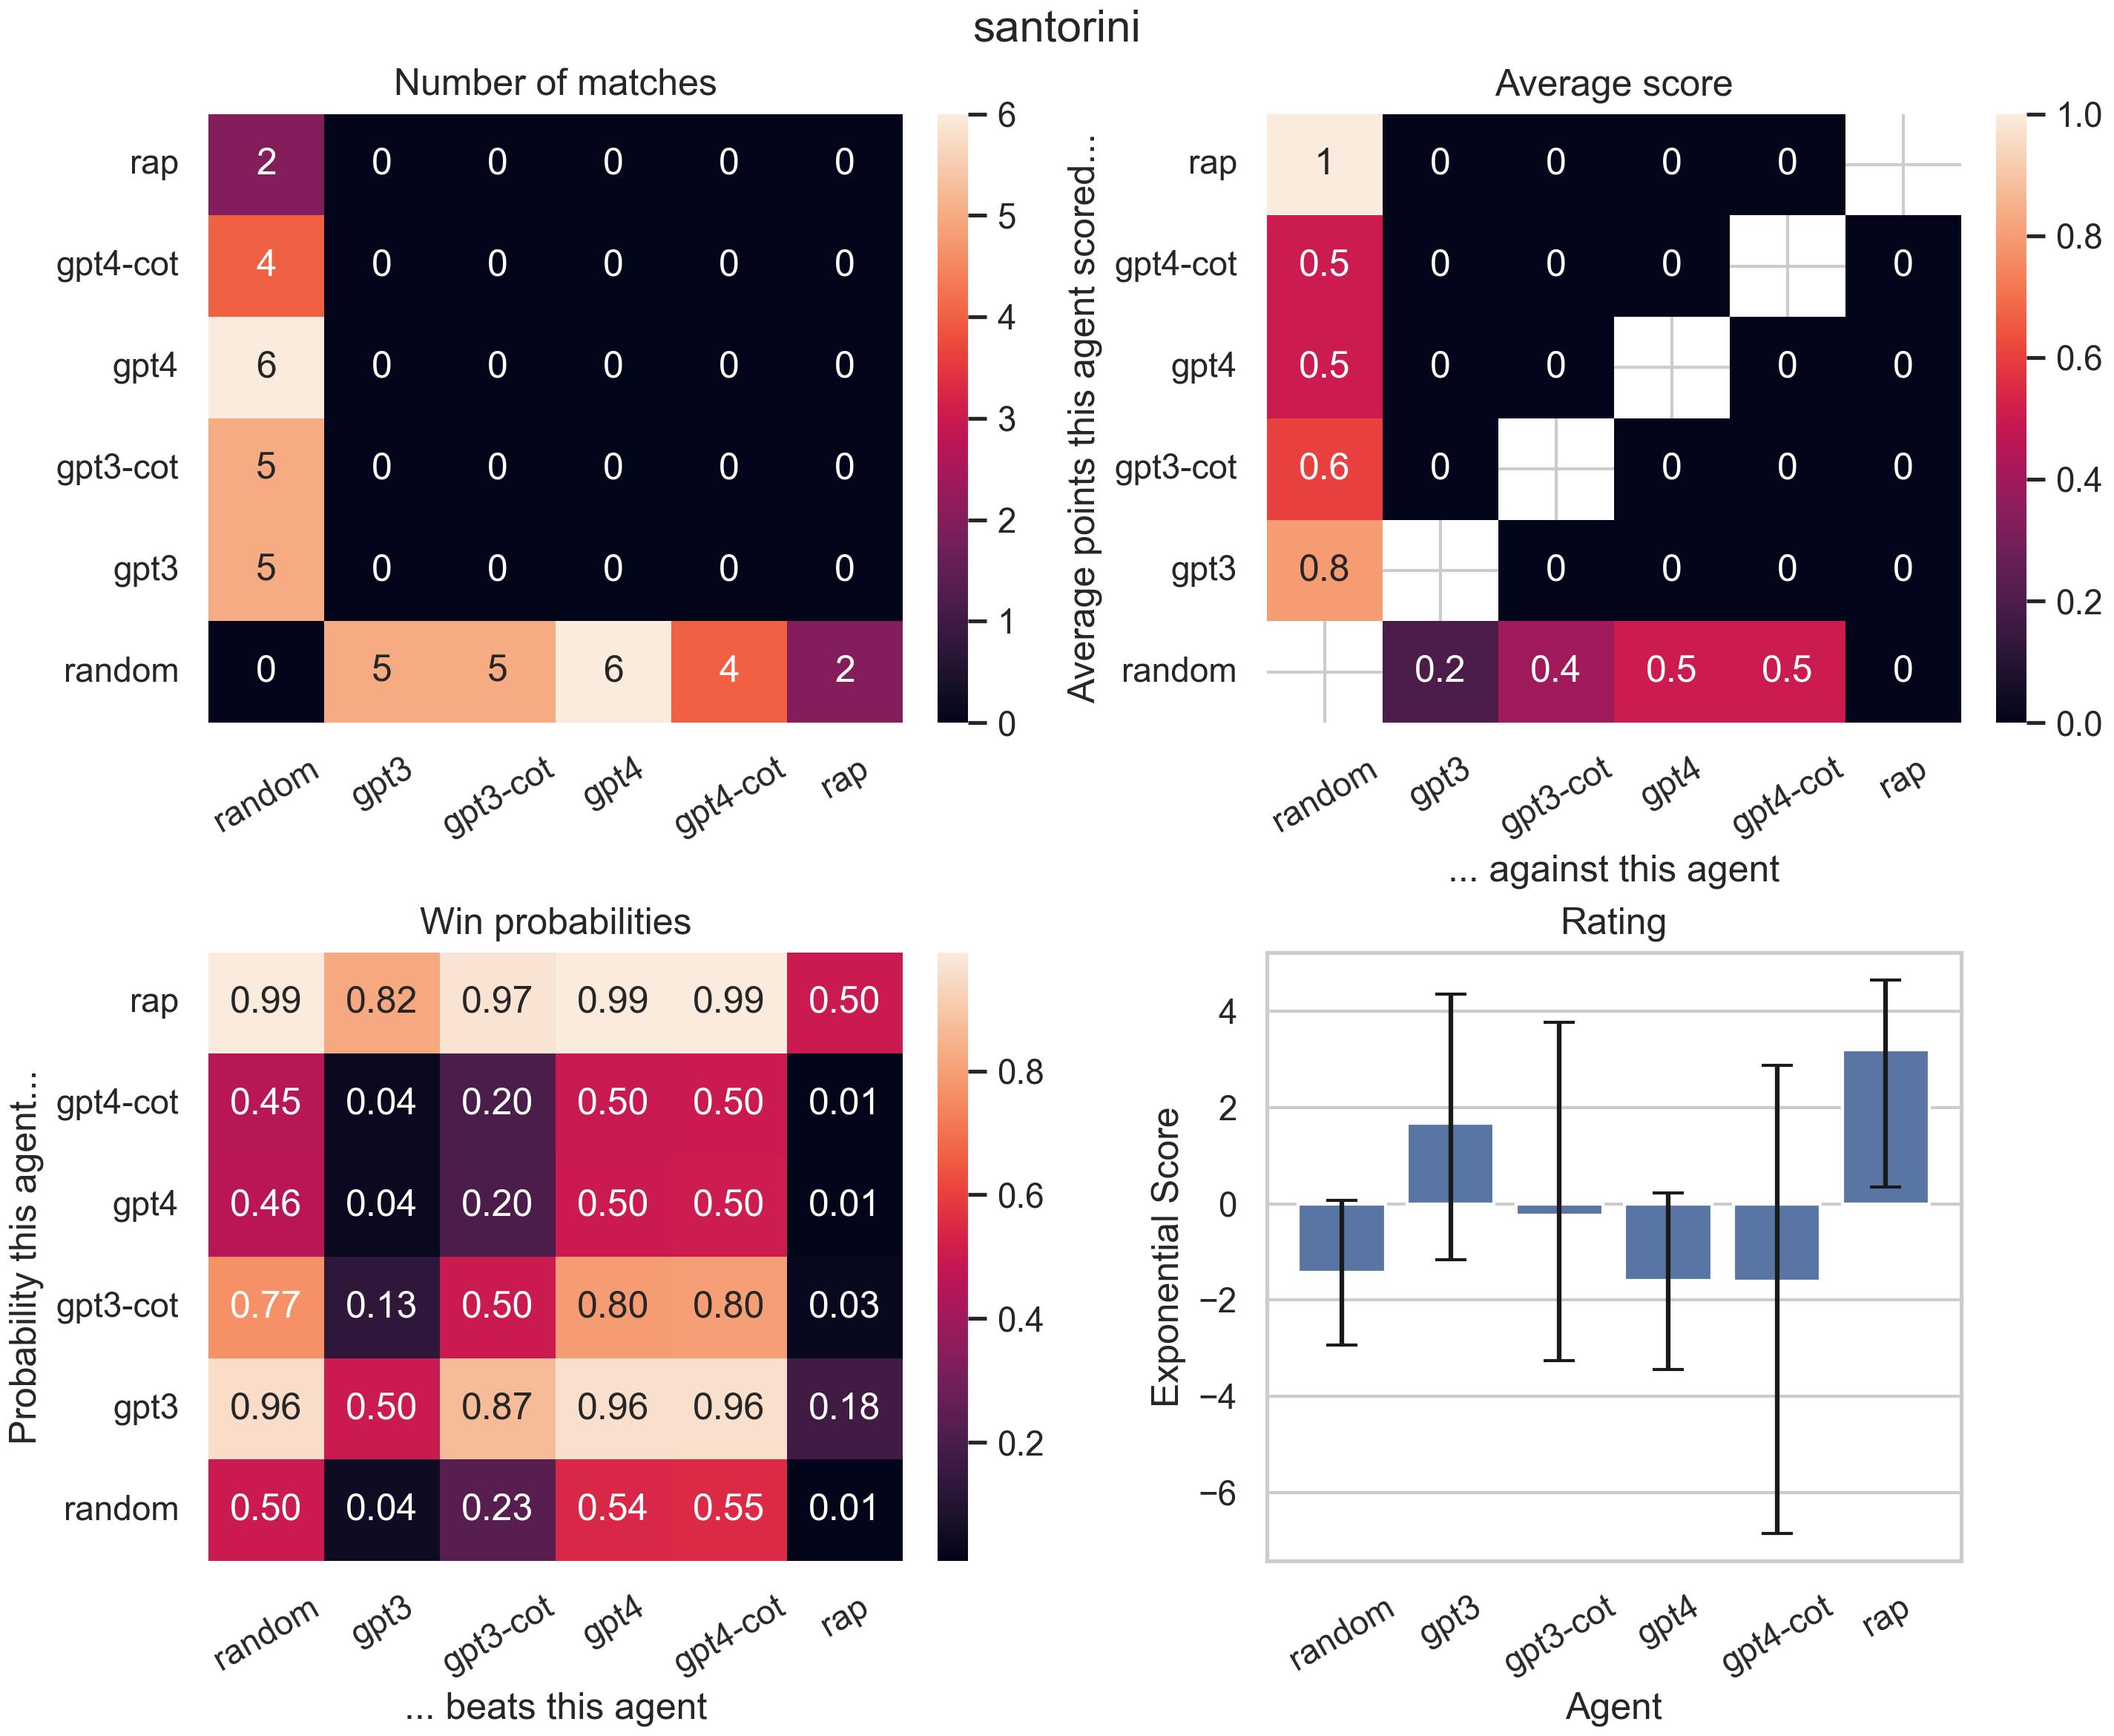 santorini
Number of matches
rap 2 0 0 0 0 0
gpt4-cot 4 0 0 0 0 0
gpt4 6 0 0 0 0 0
gpt3-cot 5 0 0 0 0 0
gpt3 5 0 0 0 0 0
random 0 5 5 6 4 2
random gpt3 gpt3-cot gpt4 gpt4-cot rap
6
5
4
3
2
1
0
Average score
Average points this agent scored...
rap 1 0 0 0 0
gpt4-cot 0.5 0 0 0 0
gpt4 0.5 0 0 0 0
gpt3-cot 0.6 0 0 0 0
gpt3 0.8 0 0 0 0
random 0.2 0.4 0.5 0.5 0
random gpt3 gpt3-cot gpt4 gpt4-cot rap
... against this agent
1.0
0.8
0.6
0.4
0.2
0.0
Win probabilities
Probability this agent...
rap 0.99 0.82 0.97 0.99 0.99 0.50
gpt4-cot 0.45 0.04 0.20 0.50 0.50 0.01
gpt4 0.46 0.04 0.20 0.50 0.50 0.01
gpt3-cot 0.77 0.13 0.50 0.80 0.80 0.03
gpt3 0.96 0.50 0.87 0.96 0.96 0.18
random 0.50 0.04 0.23 0.54 0.55 0.01
random gpt3 gpt3-cot gpt4 gpt4-cot rap
... beats this agent
0.8
0.6
0.4
0.2
Rating
Exponential Score
4
2
0
−2
−4
−6
random gpt3 gpt3-cot gpt4 gpt4-cot rap
Agent